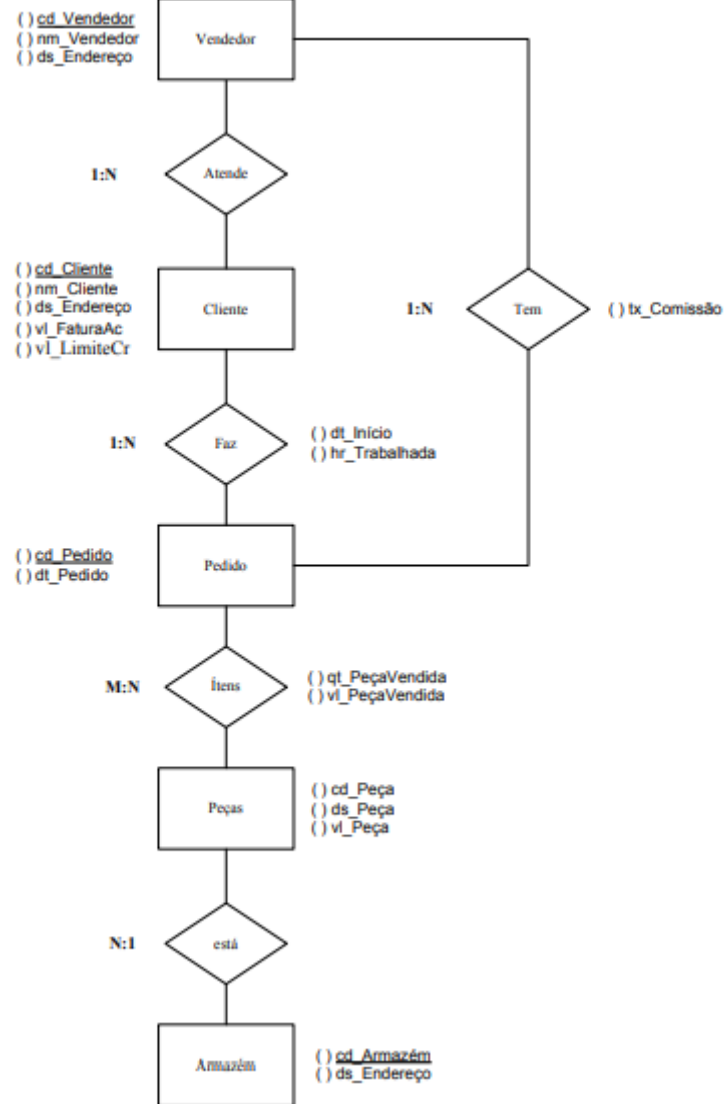 ( ) cd_Vendedor
( ) nm_Vendedor
( ) ds_Endereço
Vendedor
1:N
Atende
( ) cd_Cliente
( ) nm_Cliente
( ) ds_Endereço
( ) vl_FaturaAc
( ) vl_LimiteCr
Cliente
1:N
Tem
( ) tx_Comissão
1:N
Faz
( ) dt_Início
( ) hr_Trabalhada
( ) cd_Pedido
( ) dt_Pedido
Pedido
M:N
Ítens
( ) qt_PeçaVendida
( ) vl_PeçaVendida
Peças
( ) cd_Peça
( ) ds_Peça
( ) vl_Peça
N:1
está
Armazém
( ) cd_Armazém
( ) ds_Endereço